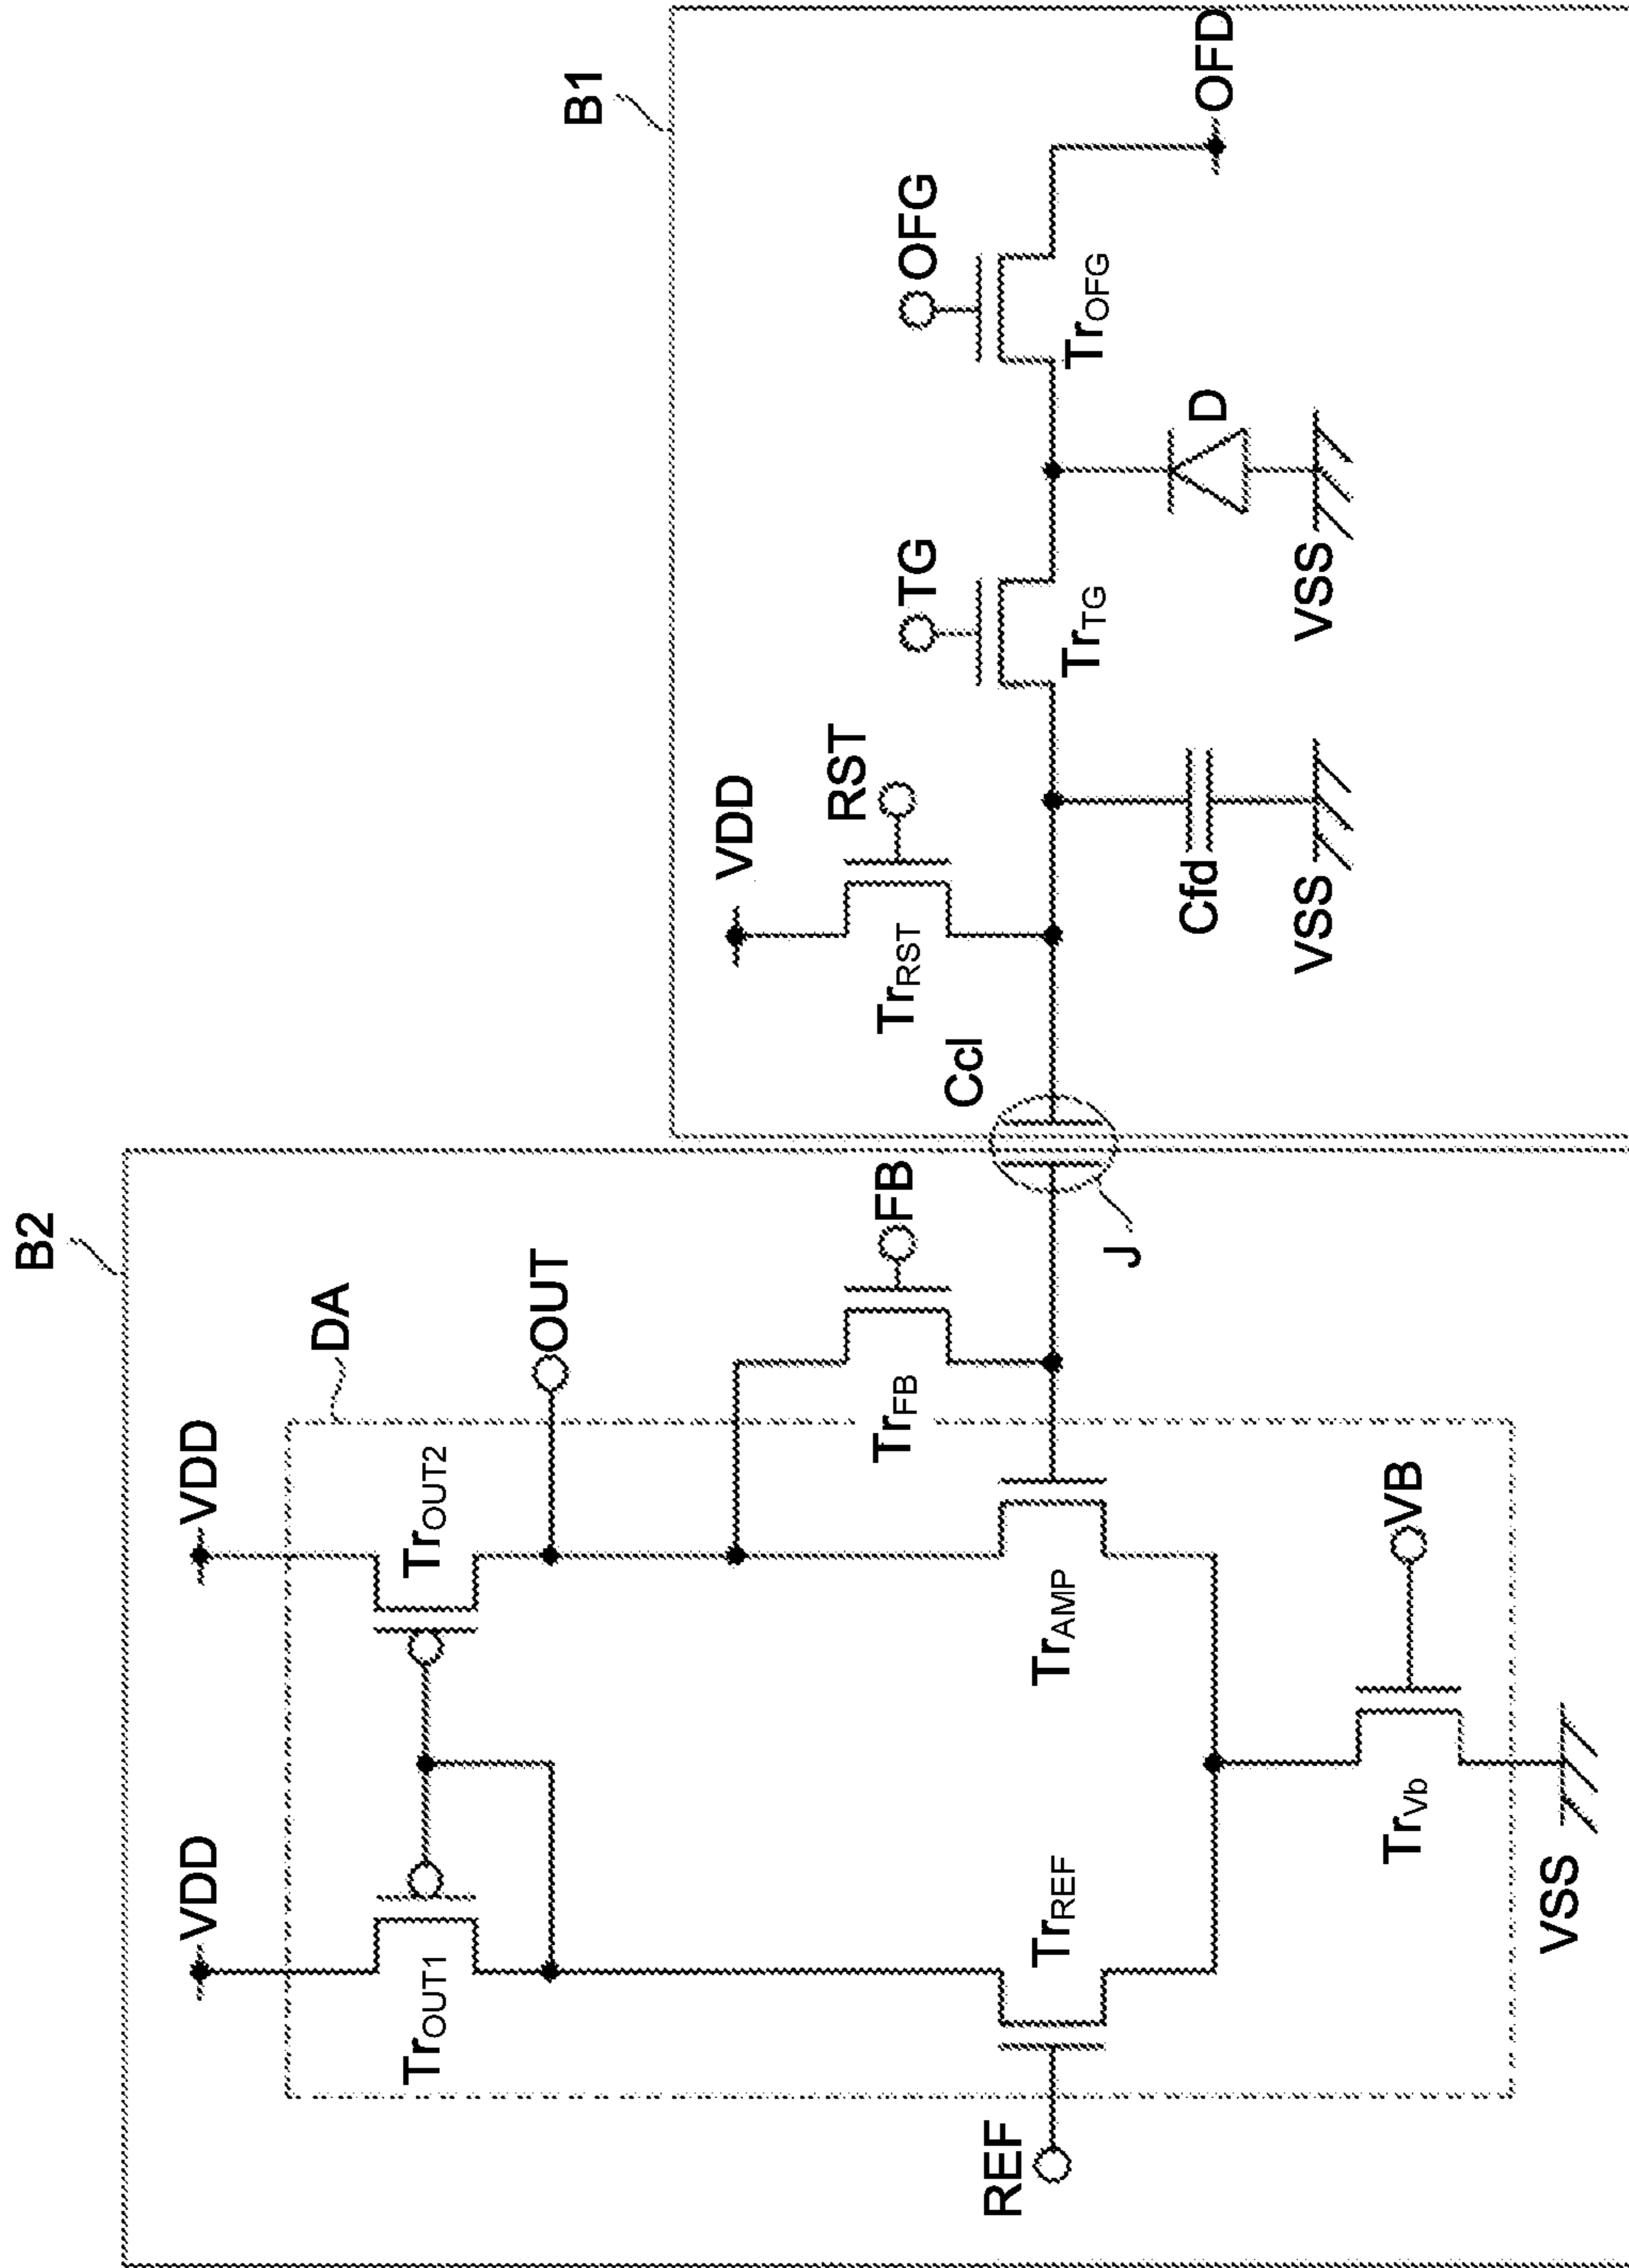 B2
B1
DA
VDD
VDD
TrOUT1
TrOUT2
OUT
VDD
RST
TrRST
FB
TrFB
Ccl
TG
OFG
REF
TrREF
TrAMP
J
TrTG
TrOFG
Cfd
D
OFD
VSS
VSS
TrVb
VB
VSS